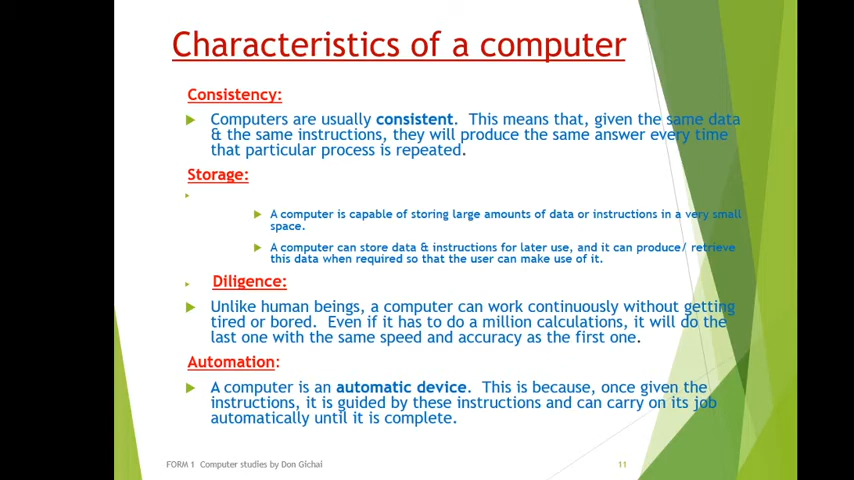 Characteristics of a computer
Consistency:
Computers are usually consistent. This means that, given the same data
& the same instructions, they will produce the same answer every time
that particular process is repeated.
Storage:
A computer is capable of storing large amounts of data or instructions in a very small
space.
A computer can store data & instructions for later use, and it can produce/ retrieve
this data when required so that the user can make use of it.
Diligence:
Unlike human beings, a computer can work continuously without getting
tired or bored. Even if it has to do a million calculations, it will do the
last one with the same speed and accuracy as the first one.
Automation:
A computer is an automatic device. This is because, once given the
instructions, it is guided by these instructions and can carry on its job
automatically until it is complete.
FORM 1 Computer studies by Don Gichai
11